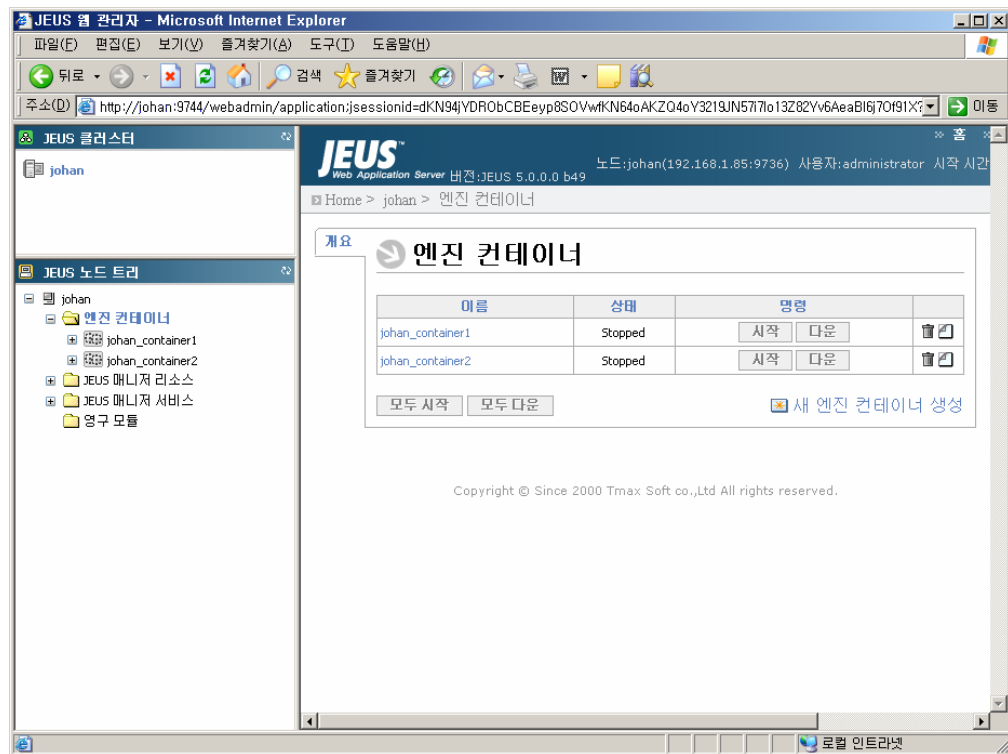 JEUS 웹 관리자 - Microsoft Internet Explorer
파일(F) 편집(E) 보기(V) 즐겨찾기(A) 도구(T) 도움말(H)
뒤로 검색 즐겨찾기
주소(D) http://johan:9744/webadmin/application;jsessionid=dKN94jYDRObCBEeyp8SOVwfKN64oAKZQ4oY3219JN57i7Io13Z82Yv6AeaBI6j7Of91X? 이동
JEUS 클러스터
johan
JEUS 노드 트리
johan
엔진 컨테이너
johan_container1
johan_container2
JEUS 매니저 리소스
JEUS 매니저 서비스
영구 모듈
» 홈 »
JEUS™
Web Application Server 버전:JEUS 5.0.0.0 b49
노드:johan(192.168.1.85:9736) 사용자:administrator 시작 시간
Home > johan > 엔진 컨테이너
개요
엔진 컨테이너
이름 상태 명령
johan_container1 Stopped 시작 다운
johan_container2 Stopped 시작 다운
모두 시작 모두 다운 새 엔진 컨테이너 생성
Copyright © Since 2000 Tmax Soft co.,Ltd All rights reserved.
로컬 인트라넷